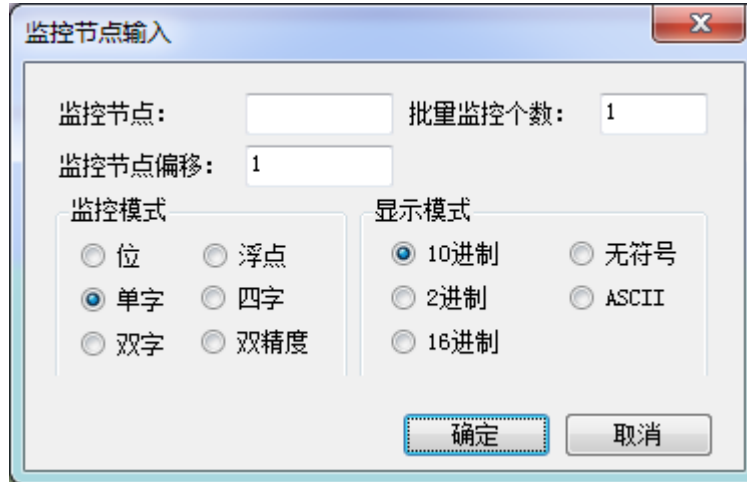 监控节点输入
监控节点: 批量监控个数: 1
监控节点偏移: 1
监控模式 显示模式
位 浮点 10进制 无符号
单字 四字 2进制 ASCII
双字 双精度 16进制
确定 取消